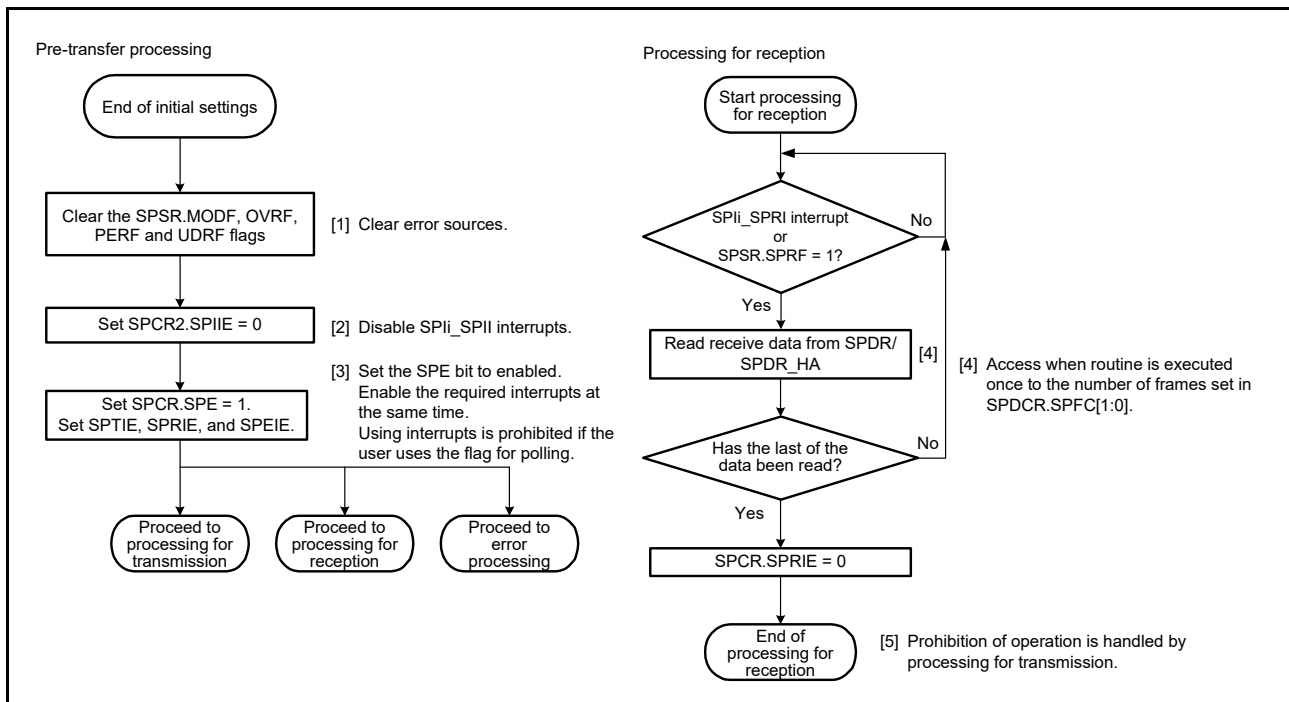 Pre-transfer processing
End of initial settings
Clear the SPSR.MODF, OVRF,
PERF and UDRF flags
[1] Clear error sources.
Set SPCR2.SPIIE = 0
[2] Disable SPIi_SPII interrupts.
Set SPCR.SPE = 1.
Set SPTIE, SPRIE, and SPEIE.
[3] Set the SPE bit to enabled.
Enable the required interrupts at
the same time.
Using interrupts is prohibited if the
user uses the flag for polling.
Proceed to
processing for
transmission
Proceed to
processing for
reception
Proceed to
error
processing
Processing for reception
Start processing
for reception
SPIi_SPRI interrupt
or
SPSR.SPRF = 1?
No
Yes
Read receive data from SPDR/
SPDR_HA
[4]
[4] Access when routine is executed
once to the number of frames set in
SPDCR.SPFC[1:0].
Has the last of the
data been read?
No
Yes
SPCR.SPRIE = 0
End of
processing for
reception
[5] Prohibition of operation is handled by
processing for transmission.